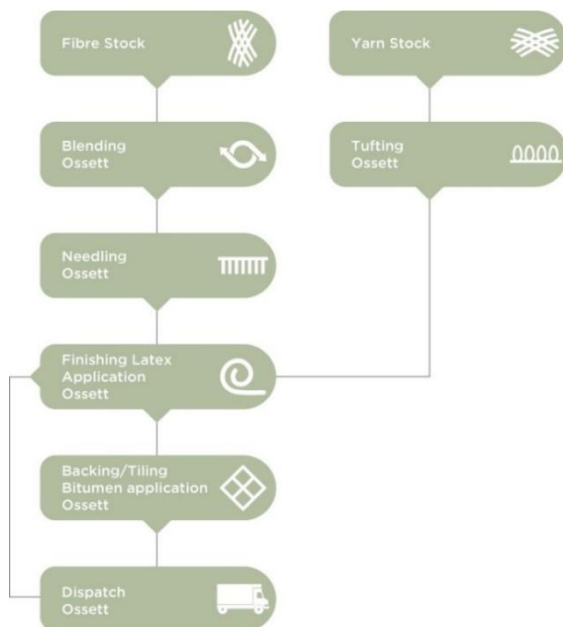 Fibre Stock
Yarn Stock
Blending
Ossett
Tufting
Ossett
Needling
Ossett
Finishing Latex
Application
Ossett
Backing/Tiling
Bitumen application
Ossett
Dispatch
Ossett